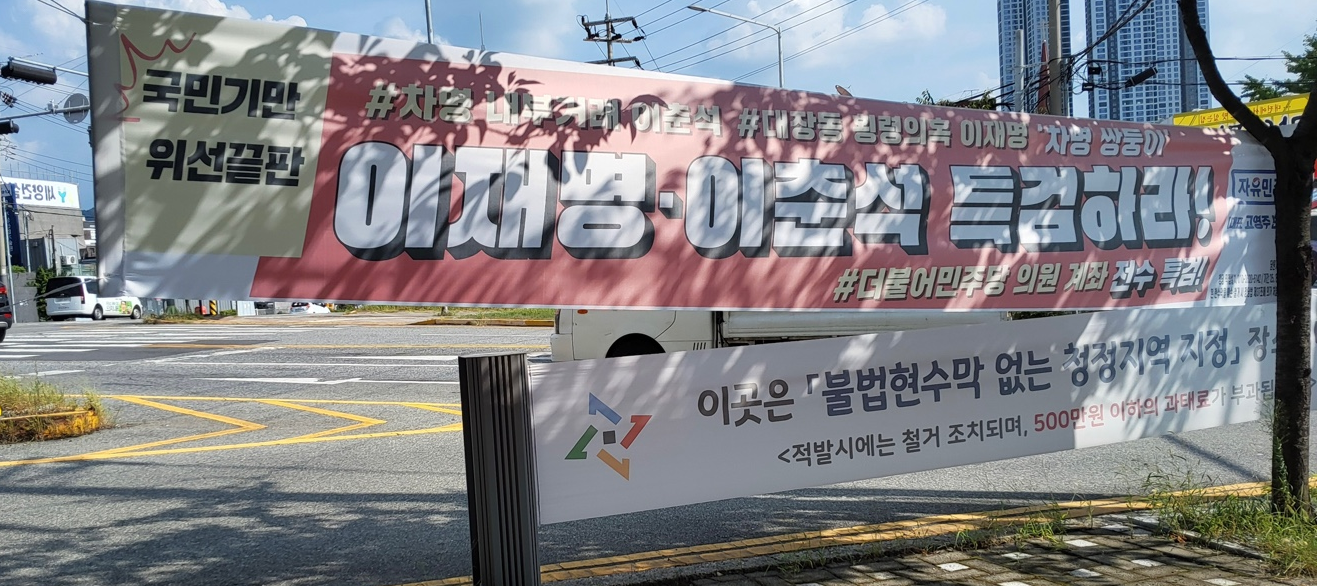 국민기만
위선끝판
#차명 내부거래 이춘석 #대장동 횡령의혹 이재명 '차명 쌍둥이'
이재명·이춘석 특검하라!
#더불어민주당 의원 계좌 전수 특검!
이곳은 「불법현수막 없는 청정지역 지정」
<적발시에는 철거 조치되며, 500만원 이하의 과태료가 부과됩